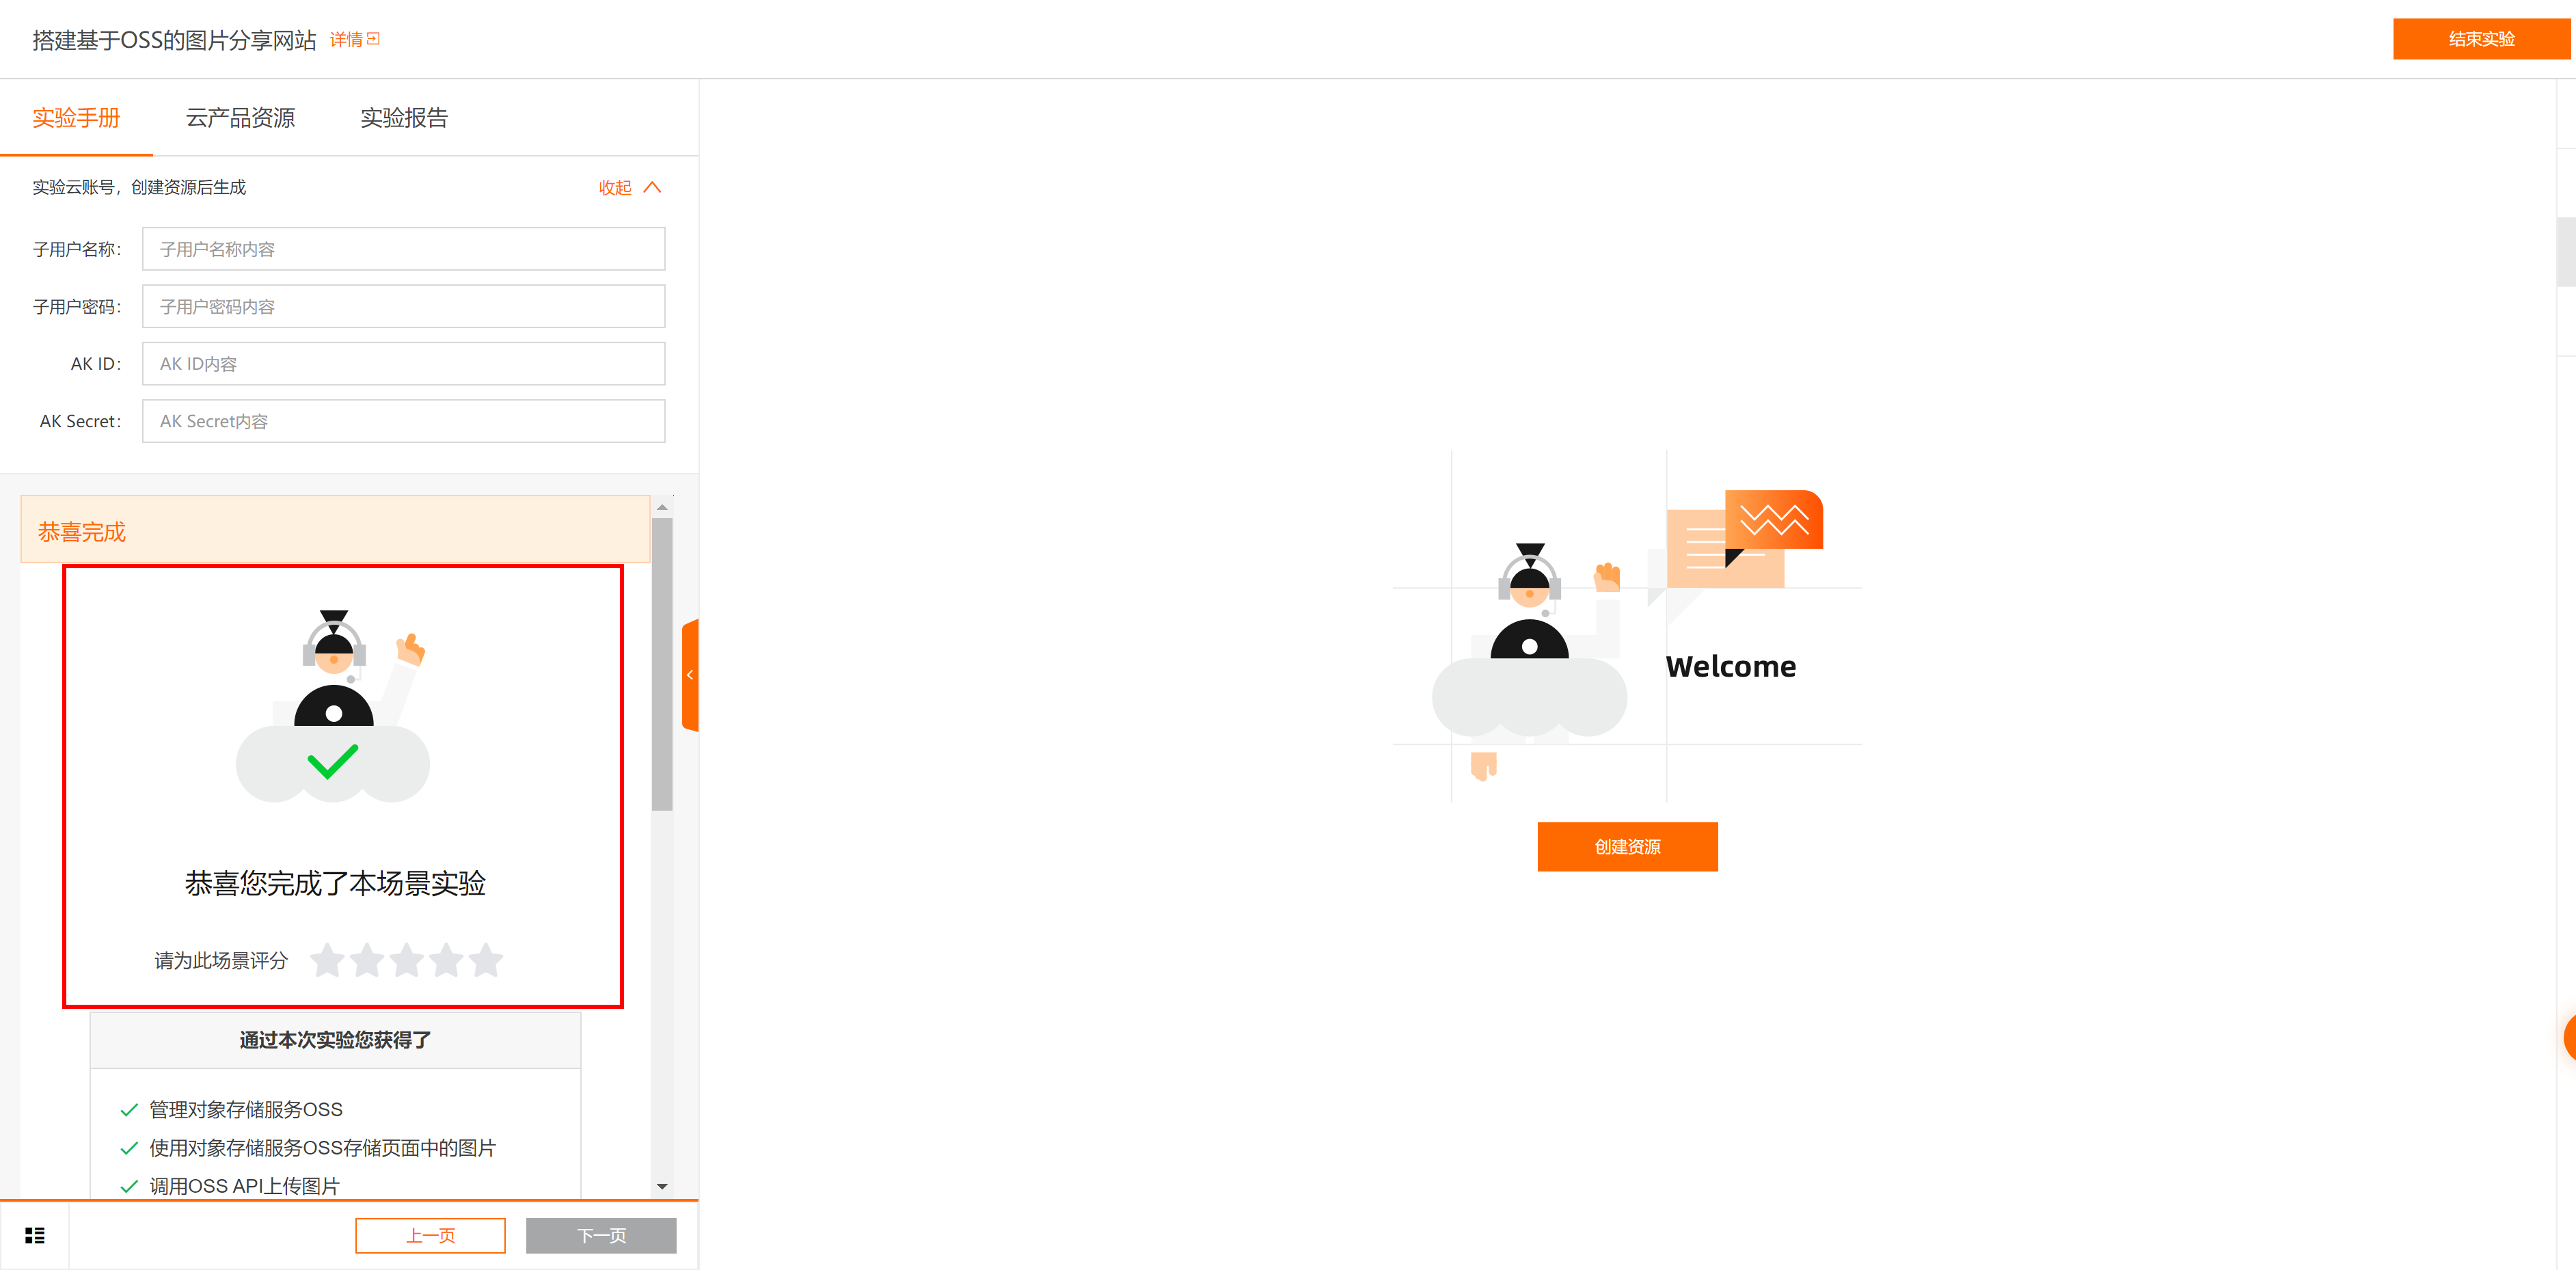 搭建基于OSS的图片分享网站 详情
结束实验
实验手册 云产品资源 实验报告
实验云账号，创建资源后生成 收起
子用户名称： 子用户名称内容
子用户密码： 子用户密码内容
AK ID： AK ID内容
AK Secret： AK Secret内容
恭喜完成
恭喜您完成了本场景实验
请为此场景评分
通过本次实验您获得了
管理对象存储服务OSS
使用对象存储服务OSS存储页面中的图片
调用OSS API上传图片
上一页 下一页
Welcome
创建资源